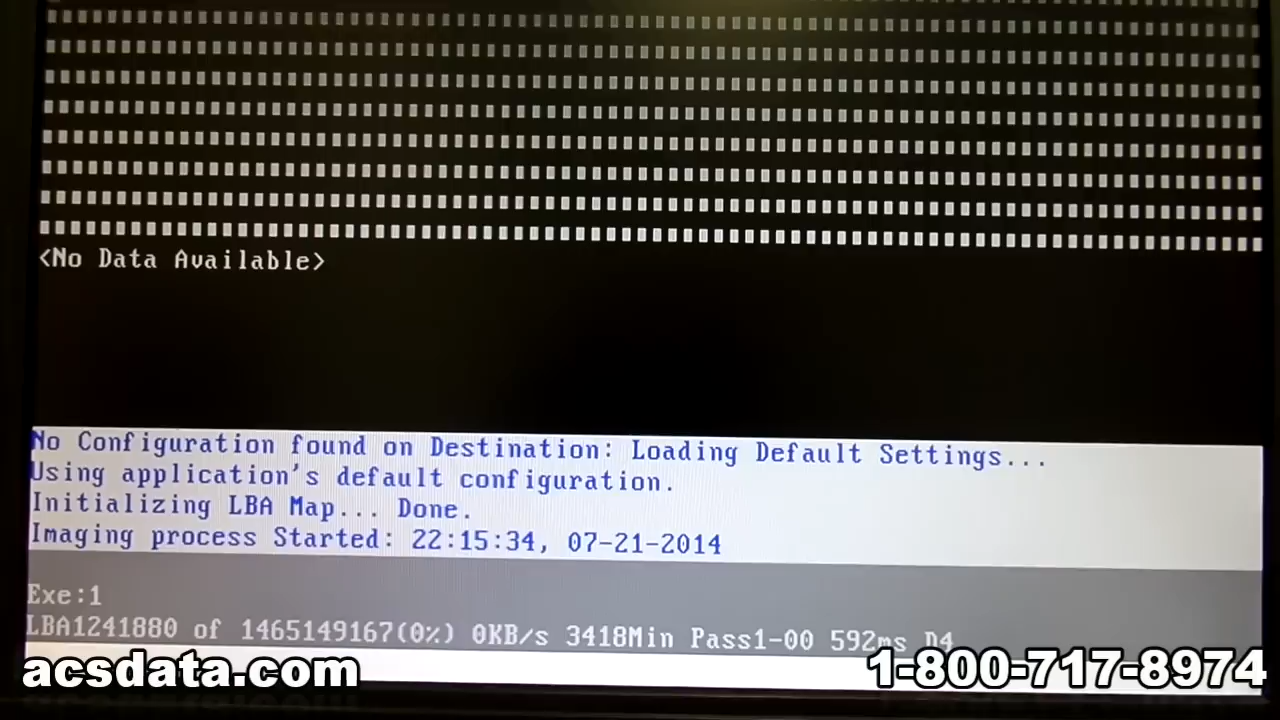 <No Data Available>
No Configuration found on Destination: Loading Default Settings...
Using application's default configuration.
Initializing LBA Map... Done.
Imaging process Started: 22:15:34, 07-21-2014
Exe:1
LBA1241880 of 1465149167(0%) 0KB/s 3418Min Pass1-00 592ms D4
acsdata.com
1-800-717-8974